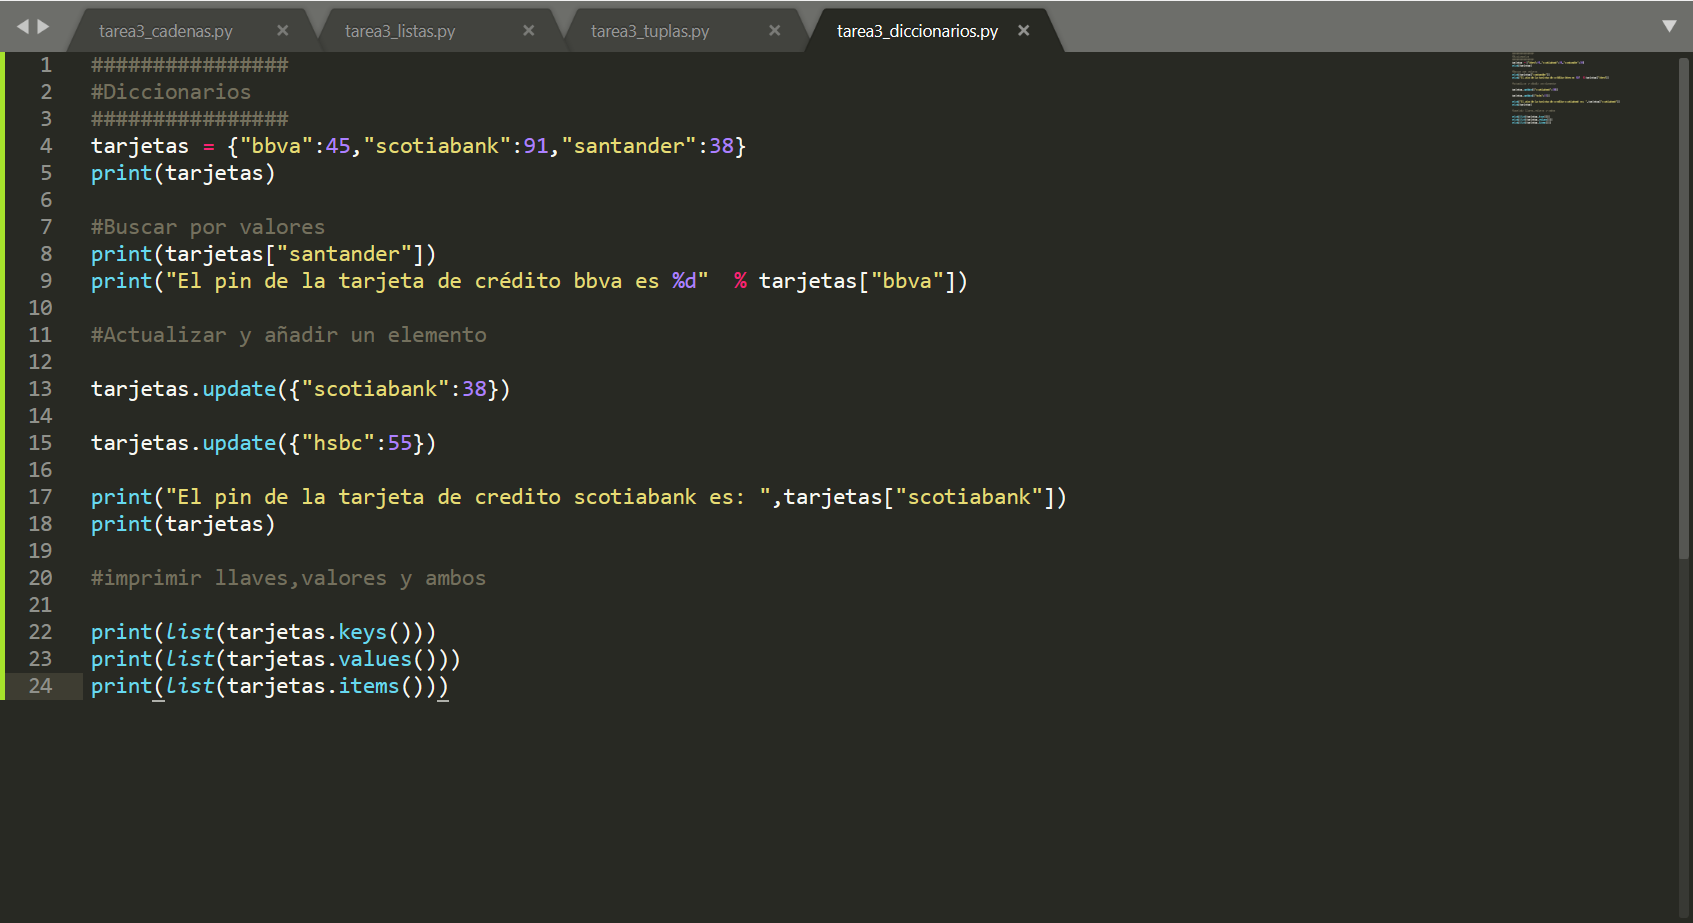 tarea3_cadenas.py × tarea3_listas.py × tarea3_tuplas.py × tarea3_diccionarios.py ×
1 ################
2 #Diccionarios
3 ################
4 tarjetas = {"bbva":45,"scotiabank":91,"santander":38}
5 print(tarjetas)
6
7 #Buscar por valores
8 print(tarjetas["santander"])
9 print("El pin de la tarjeta de crédito bbva es %d"  % tarjetas["bbva"])
10
11 #Actualizar y añadir un elemento
12
13 tarjetas.update({"scotiabank":38})
14
15 tarjetas.update({"hsbc":55})
16
17 print("El pin de la tarjeta de credito scotiabank es: ",tarjetas["scotiabank"])
18 print(tarjetas)
19
20 #imprimir llaves,valores y ambos
21
22 print(list(tarjetas.keys()))
23 print(list(tarjetas.values()))
24 print(list(tarjetas.items()))